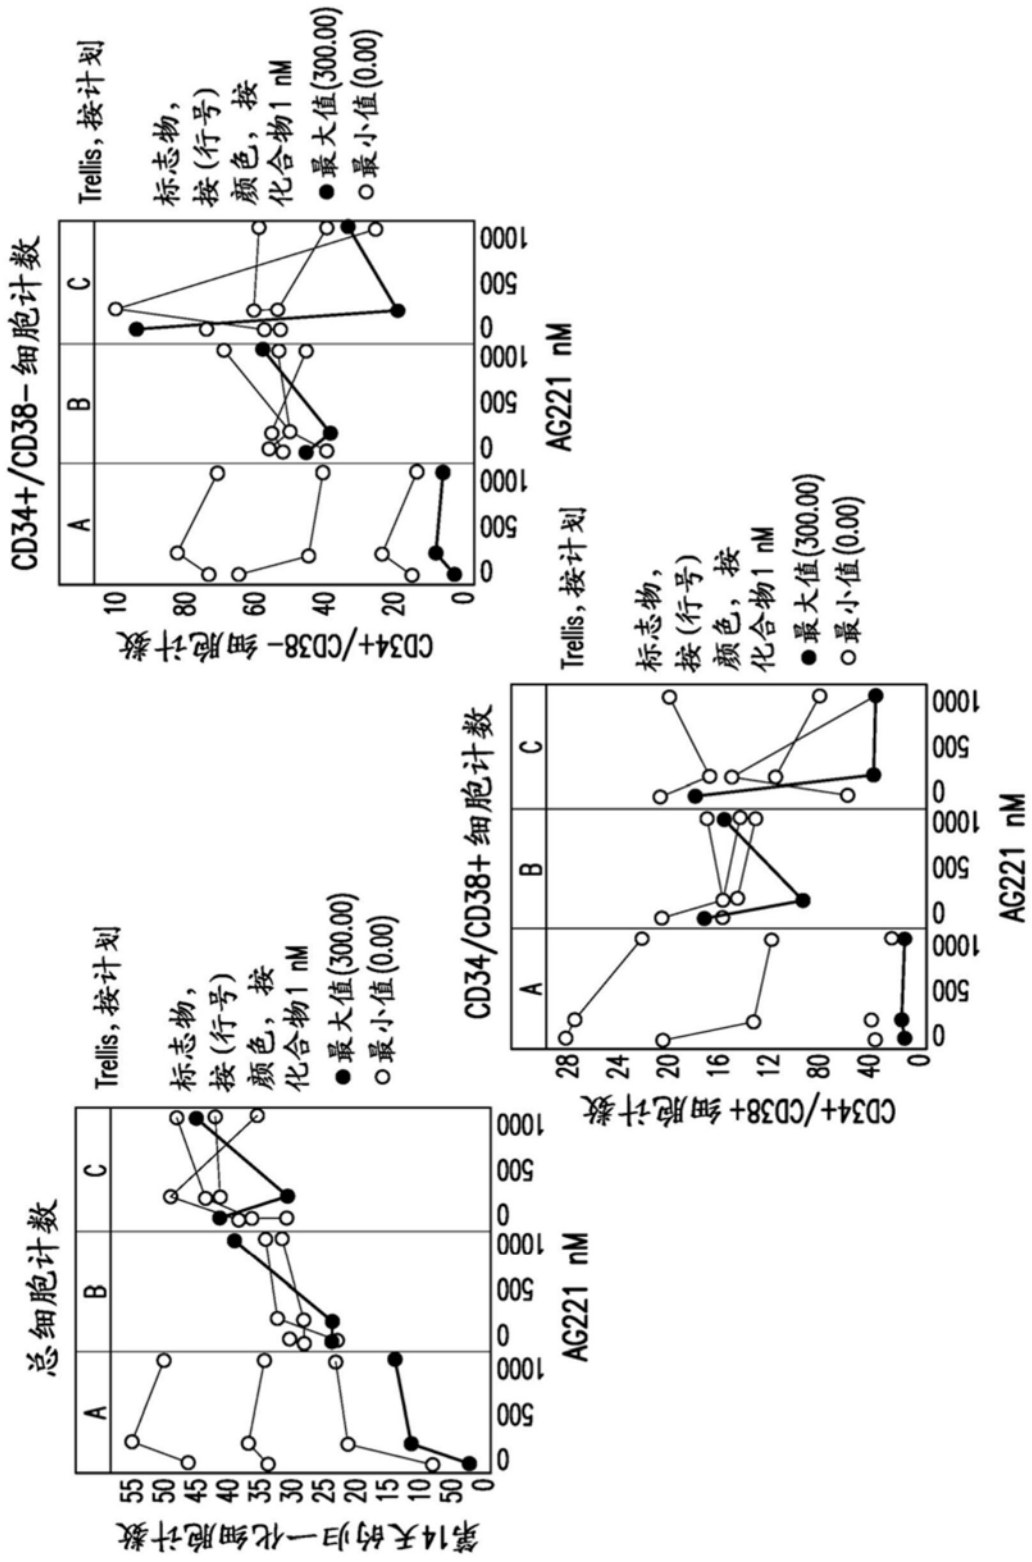 总细胞计数
A
B
C
第14天的归一化细胞计数
55
50
45
40
35
30
25
20
15
10
50
0
0 500 1000
0 500 1000
0 500 1000
AG221 nM
Trellis,按计划
标志物,
按(行号)
颜色, 按
化合物1 nM
●最大值(300.00)
○最小值(0.00)
CD34+/CD38- 细胞计数
A
B
C
CD34+/CD38- 细胞计数
10
80
60
40
20
0
0 500 1000
0 500 1000
0 500 1000
AG221 nM
Trellis,按计划
标志物,
按(行号)
颜色, 按
化合物1 nM
●最大值(300.00)
○最小值(0.00)
CD34/CD38+ 细胞计数
A
B
C
CD34+/CD38+ 细胞计数
28
24
20
16
12
80
40
0
0 500 1000
0 500 1000
0 500 1000
AG221 nM
Trellis,按计划
标志物,
按(行号)
颜色, 按
化合物1 nM
●最大值(300.00)
○最小值(0.00)